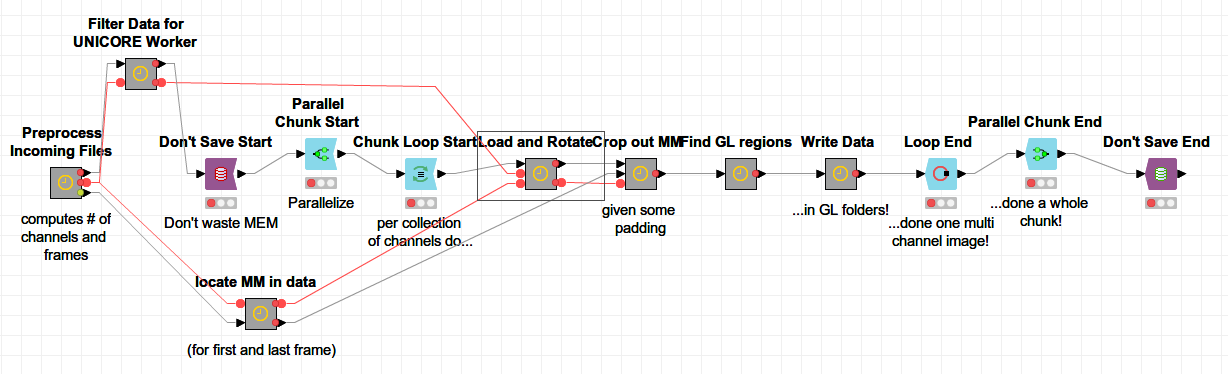 Filter Data for
UNICORE Worker
Preprocess
Incoming Files
computes # of
channels and
frames
Don't Save Start
Don't waste MEM
Parallel
Chunk Start
Parallelize
Chunk Loop Start
per collection
of channels do...
locate MM in data
(for first and last frame)
Load and Rotate
Crop out MM
given some
padding
Find GL regions
Write Data
...in GL folders!
Loop End
...done one multi
channel image!
Parallel Chunk End
...done a whole
chunk!
Don't Save End